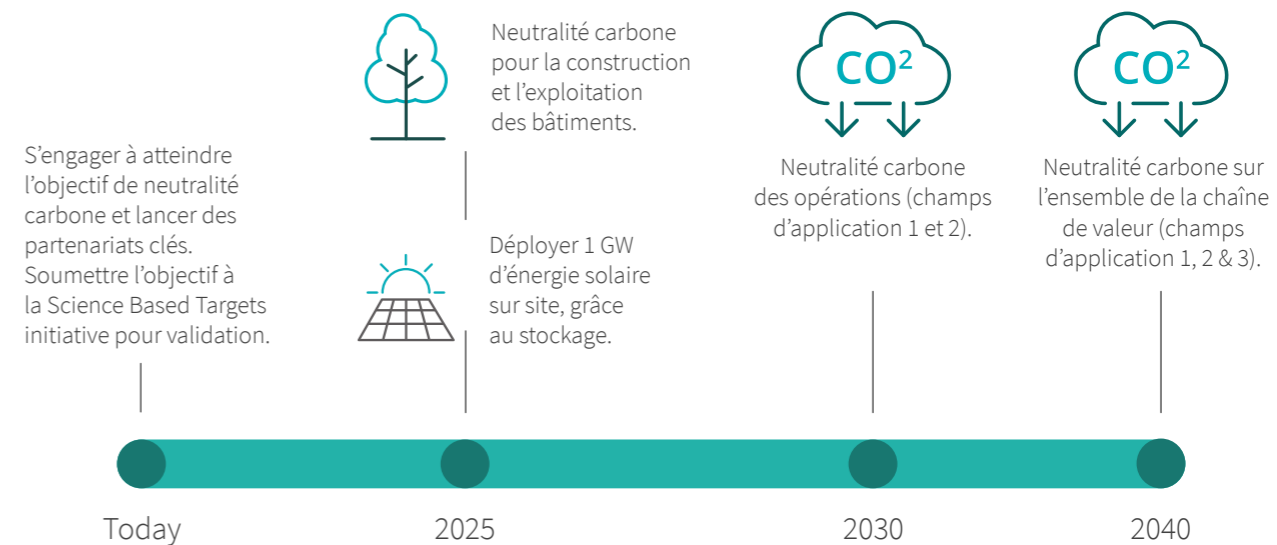 S’engager à atteindre
l’objectif de neutralité
carbone et lancer des
partenariats clés.
Soumettre l’objectif à
la Science Based Targets
initiative pour validation.
Neutralité carbone
pour la construction
et l’exploitation
des bâtiments.
Déployer 1 GW
d’énergie solaire
sur site, grâce
au stockage.
CO²
Neutralité carbone
des opérations (champs
d’application 1 et 2).
CO²
Neutralité carbone sur
l’ensemble de la chaîne
de valeur (champs
d’application 1, 2 & 3).
Today
2025
2030
2040